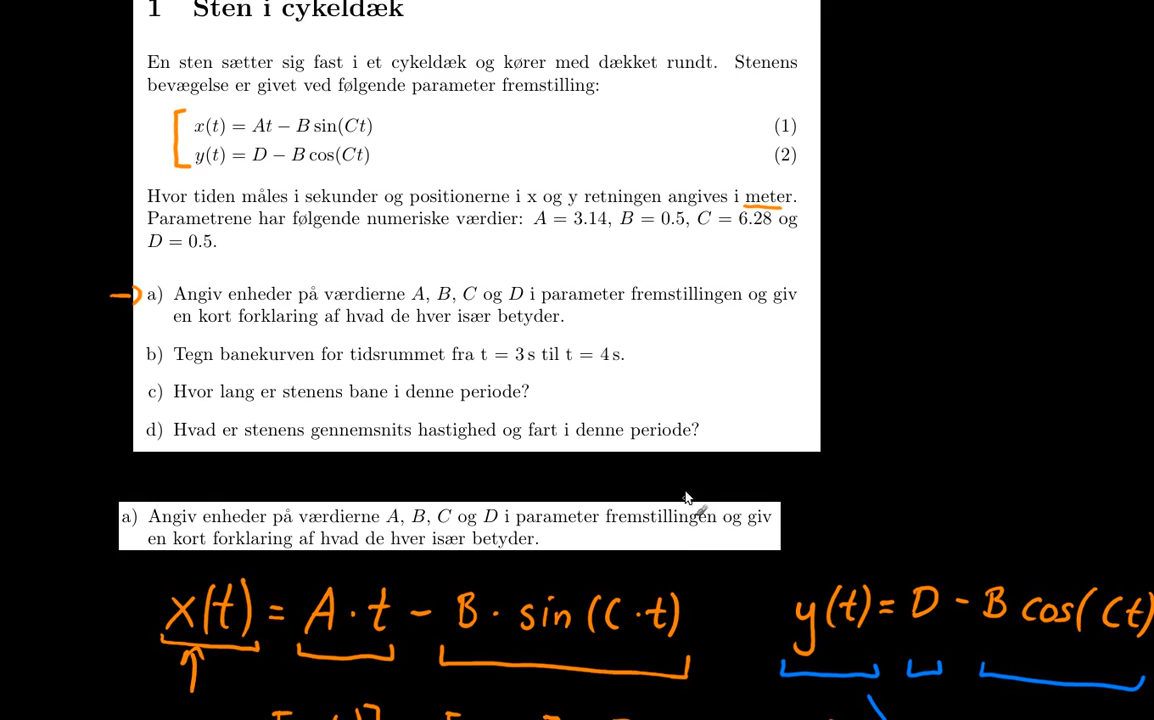 1 Sten i cykeldæk
En sten sætter sig fast i et cykeldæk og kører med dækket rundt. Stenens
bevægelse er givet ved følgende parameter fremstilling:
x(t) = At − B sin(Ct) (1)
y(t) = D − B cos(Ct) (2)
Hvor tiden måles i sekunder og positionerne i x og y retningen angives i meter.
Parametrene har følgende numeriske værdier: A = 3.14, B = 0.5, C = 6.28 og
D = 0.5.
a) Angiv enheder på værdierne A, B, C og D i parameter fremstillingen og giv
en kort forklaring af hvad de hver især betyder.
b) Tegn banekurven for tidsrummet fra t = 3 s til t = 4 s.
c) Hvor lang er stenens bane i denne periode?
d) Hvad er stenens gennemsnits hastighed og fart i denne periode?
a) Angiv enheder på værdierne A, B, C og D i parameter fremstillingen og giv
en kort forklaring af hvad de hver især betyder.
x(t) = A · t − B · sin(C · t) y(t) = D − B cos(Ct)